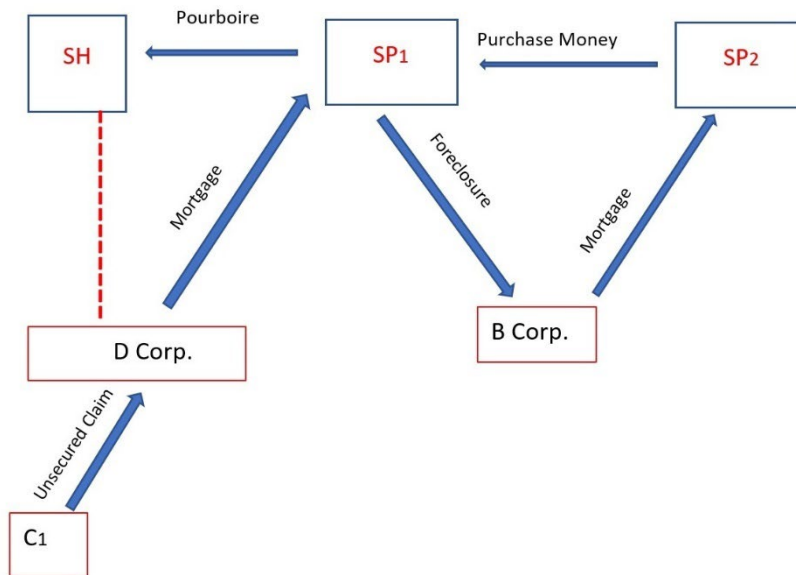 Pourboire
SH
SP1
Purchase Money
SP2
Mortgage
Foreclosure
Mortgage
D Corp.
B Corp.
Unsecured Claim
C1